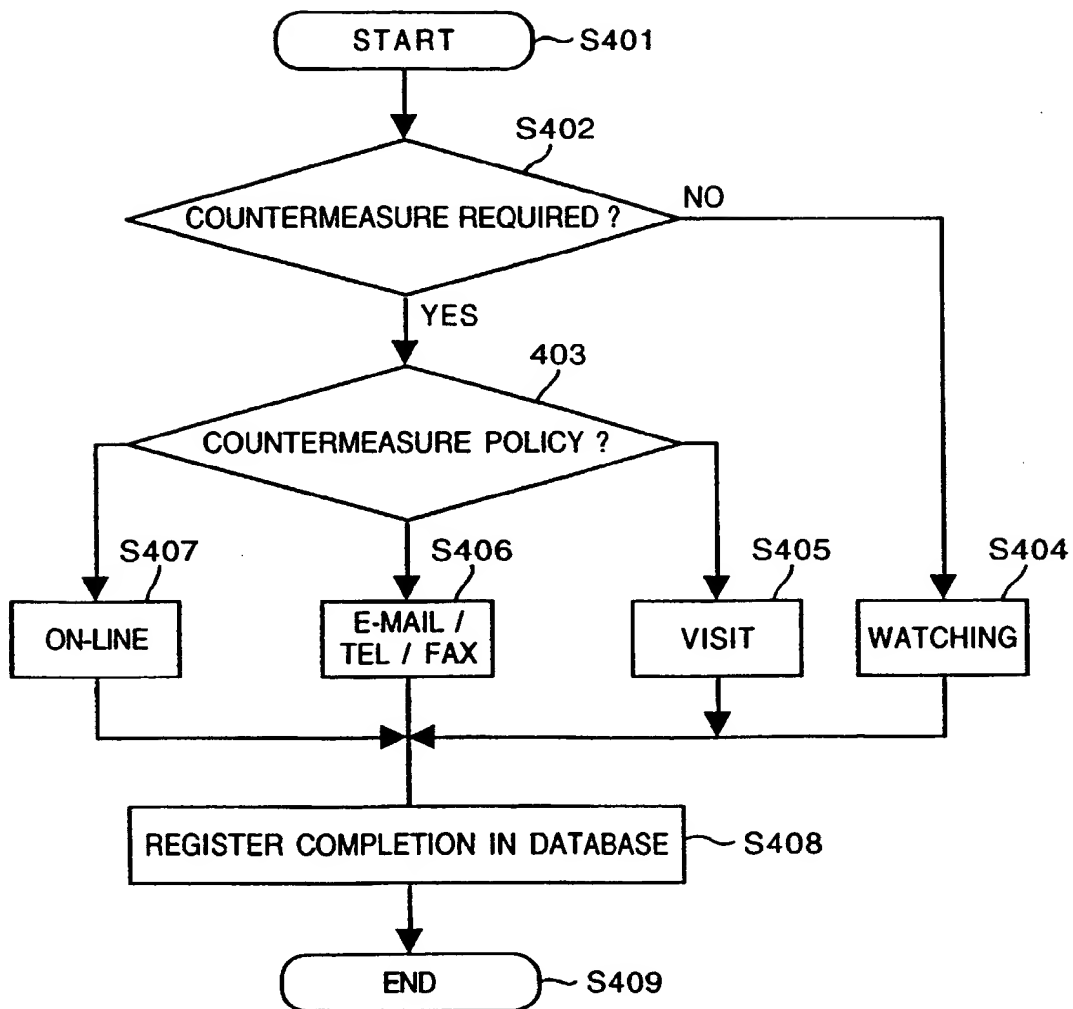 START
S401
S402
COUNTERMEASURE REQUIRED ?
NO
YES
403
COUNTERMEASURE POLICY ?
S407
S406
S405
S404
ON-LINE
E-MAIL /
TEL / FAX
VISIT
WATCHING
REGISTER COMPLETION IN DATABASE
S408
END
S409